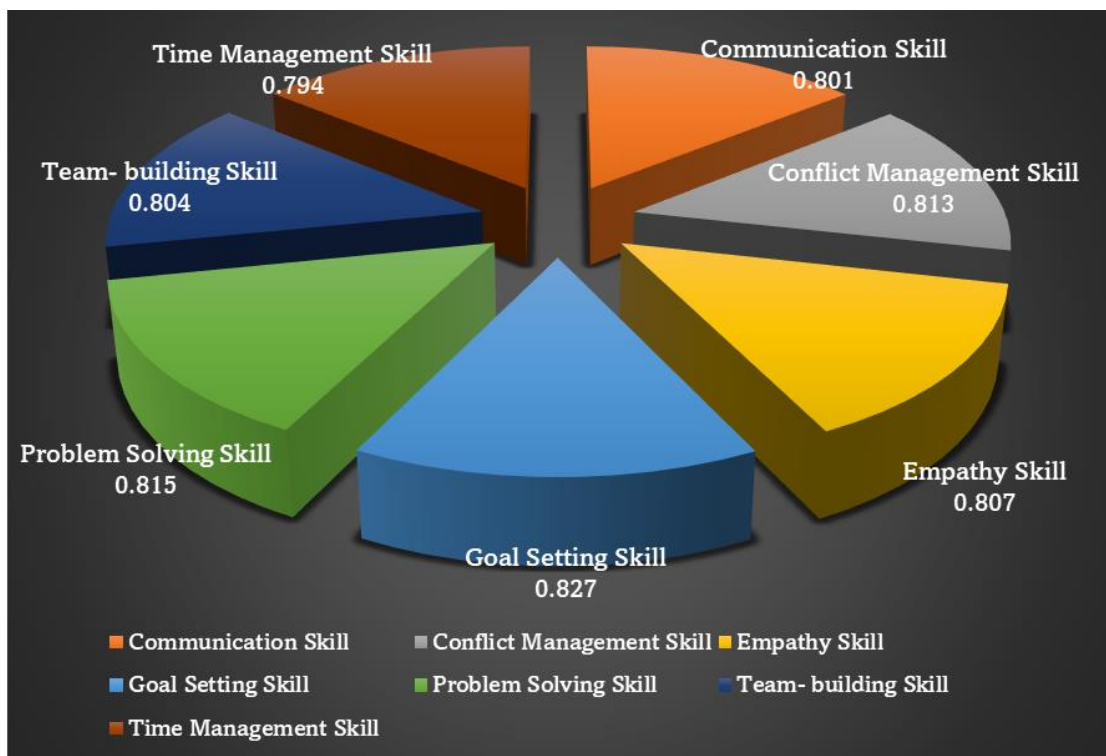 Time Management Skill
0.794
Communication Skill
0.801
Team- building Skill
0.804
Conflict Management Skill
0.813
Problem Solving Skill
0.815
Empathy Skill
0.807
Goal Setting Skill
0.827
Communication Skill
Conflict Management Skill
Empathy Skill
Goal Setting Skill
Problem Solving Skill
Team- building Skill
Time Management Skill